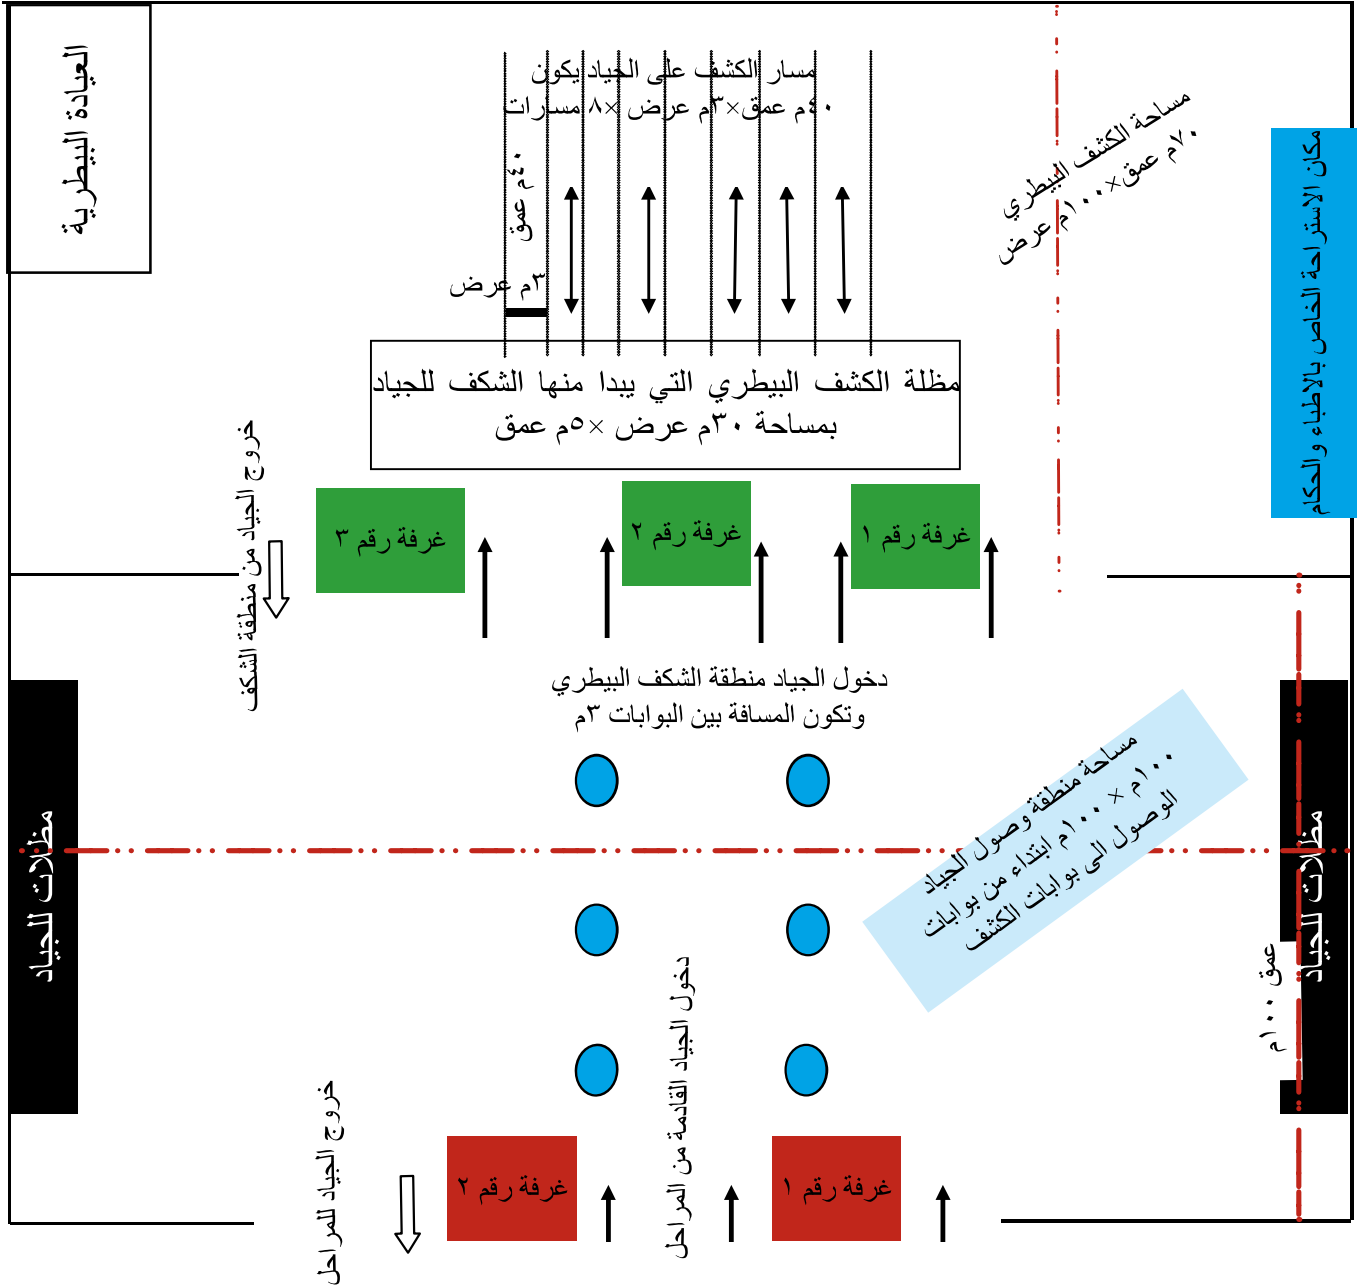 العيادة البيطرية
مسار الكشف على الجياد يكون
٤٠م عمق×٣م عرض ×٨ مسارات
٤٠م عمق
٣م عرض
مساحة الكشف البيطري
٧٠م عمق×١٠٠م عرض
مكان الاستراحة الخاص بالاطباء والحكام
مظلة الكشف البيطري التي يبدا منها الشكف للجياد
بمساحة ٣٠م عرض ×٥م عمق
خروج الجياد من منطقة الشكف
غرفة رقم ١
غرفة رقم ٢
غرفة رقم ٣
دخول الجياد منطقة الشكف البيطري
وتكون المسافة بين البوابات ٣م
مساحة منطقة وصول الجياد
١٠٠م × ١٠٠م ابتداء من بوابات
الوصول الى بوابات الكشف
مظلات للجياد
مظلات للجياد
عمق ١٠٠م
دخول الجياد القادمة من المراحل
خروج الجياد للمراحل
غرفة رقم ١
غرفة رقم ٢